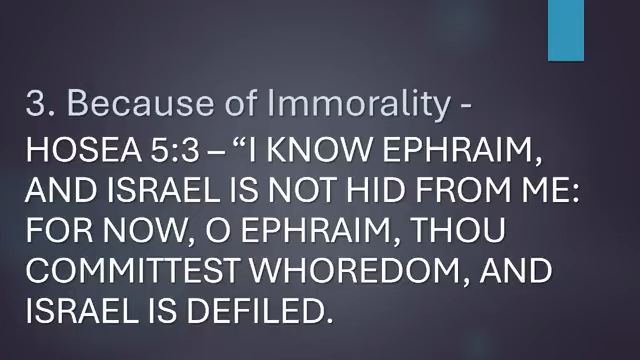 3. Because of Immorality -
HOSEA 5:3 – “I KNOW EPHRAIM,
AND ISRAEL IS NOT HID FROM ME:
FOR NOW, O EPHRAIM, THOU
COMMITTEST WHOREDOM, AND
ISRAEL IS DEFILED.